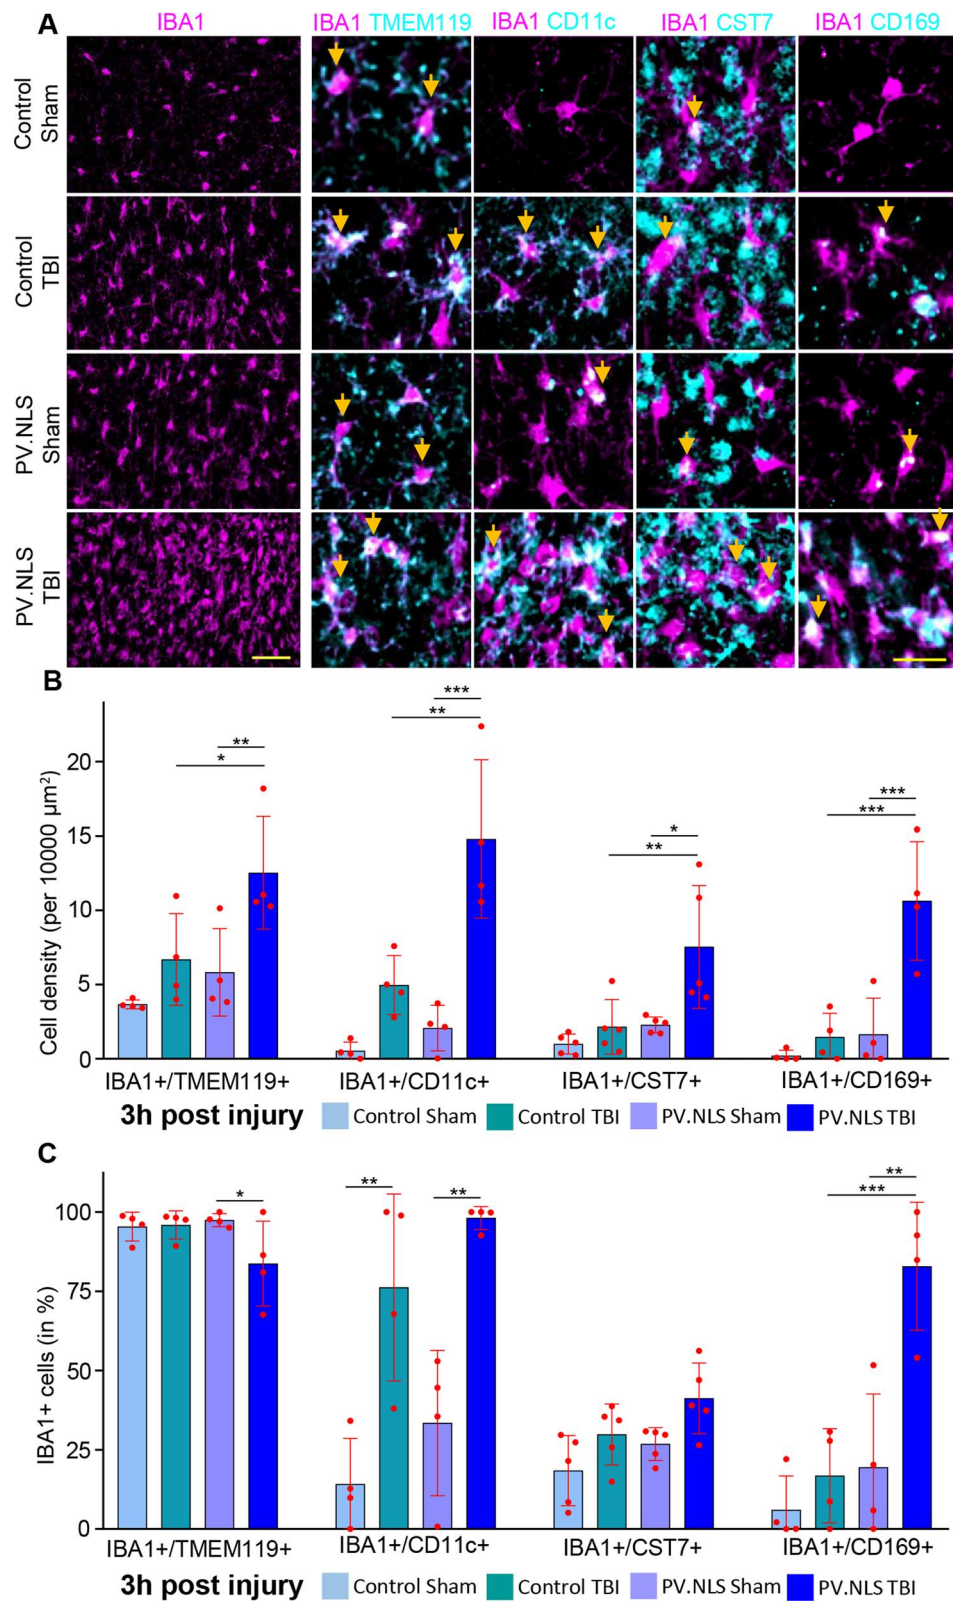 A
IBA1
IBA1 TMEM119
IBA1 CD11c
IBA1 CST7
IBA1 CD169
Control
Sham
Control
TBI
PV.NLS
Sham
PV.NLS
TBI
B
Cell density (per 10000 µm²)
20
15
10
5
0
*
**
**
***
**
*
***
***
IBA1+/TMEM119+
IBA1+/CD11c+
IBA1+/CST7+
IBA1+/CD169+
3h post injury
Control Sham
Control TBI
PV.NLS Sham
PV.NLS TBI
C
IBA1+ cells (in %)
100
75
50
25
0
*
**
**
***
**
IBA1+/TMEM119+
IBA1+/CD11c+
IBA1+/CST7+
IBA1+/CD169+
3h post injury
Control Sham
Control TBI
PV.NLS Sham
PV.NLS TBI